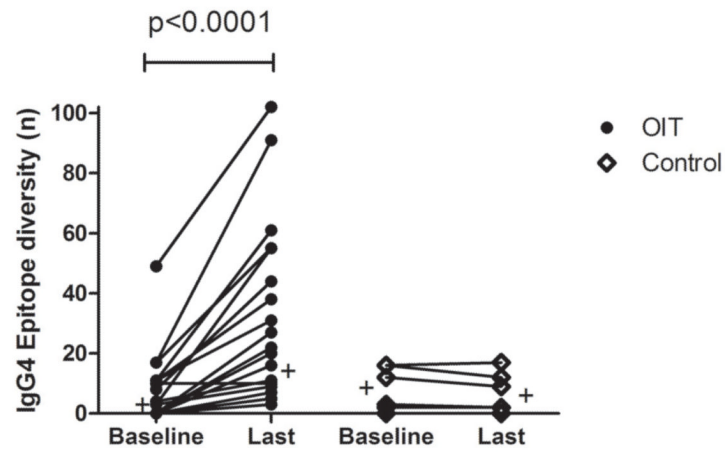 p<0.0001
IgG4 Epitope diversity (n)
100
80
60
40
20
0
+
+
+
+
Baseline
Last
Baseline
Last
OIT
Control